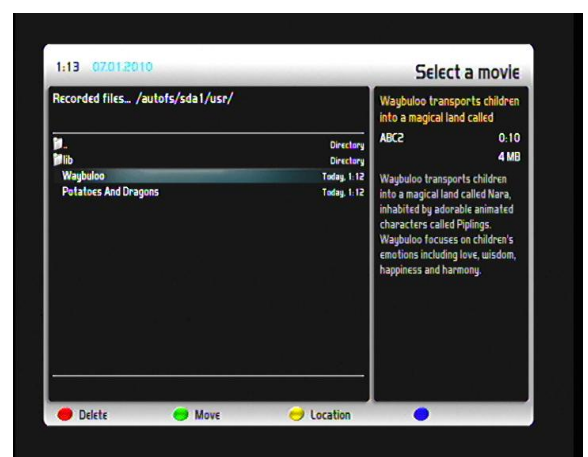 1:13 07.01.2010
Select a movie
Recorded files... /autofs/sda1/usr/
.. Directory
lib Directory
Waybuloo Today, 1:12
Potatoes And Dragons Today, 1:12
Waybuloo transports children
into a magical land called
ABC2 0:10
4 MB
Waybuloo transports children
into a magical land called Nara,
inhabited by adorable animated
characters called Piplings.
Waybuloo focuses on children's
emotions including love, wisdom,
happiness and harmony.
Delete Move Location